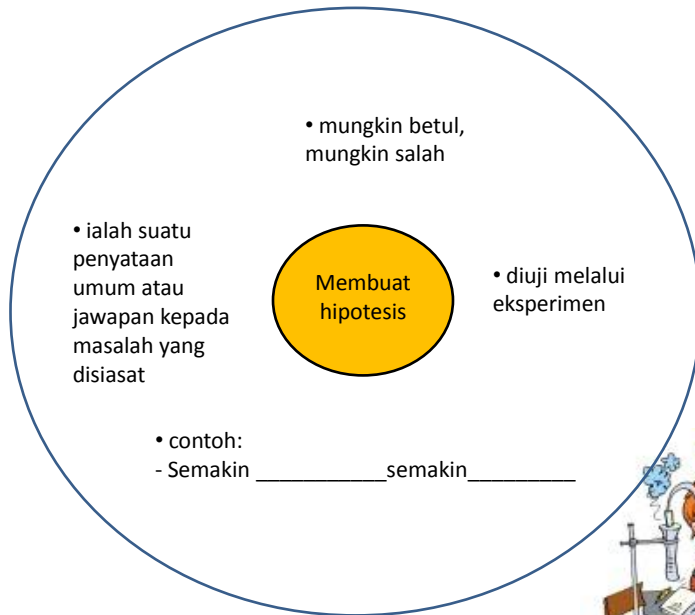 • mungkin betul,
mungkin salah
• ialah suatu
penyataan
umum atau
jawapan kepada
masalah yang
disiasat
Membuat
hipotesis
• diuji melalui
eksperimen
• contoh:
- Semakin ___________semakin_________